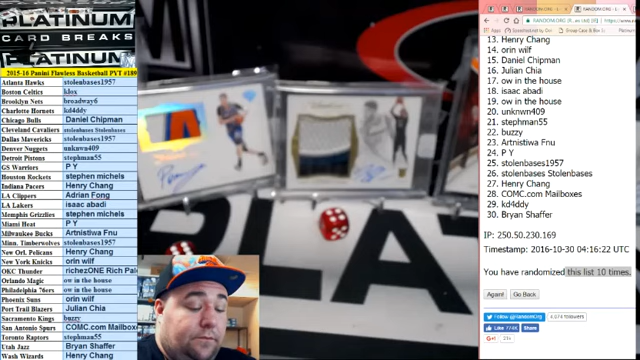 PLATINUM
CARD BREAKS
2015-16 Panini Flawless Basketball PYT #189
Atlanta Hawks stolenbases1957
Boston Celtics klox
Brooklyn Nets broadway6
Charlotte Hornets kd4ddy
Chicago Bulls Daniel Chipman
Cleveland Cavaliers stolenbases Stolenbases
Dallas Mavericks stolenbases1957
Denver Nuggets unknwn409
Detroit Pistons stephman55
GS Warriors P Y
Houston Rockets stephen michels
Indiana Pacers Henry Chang
LA Clippers Adrian Fong
LA Lakers isaac abadi
Memphis Grizzlies stephen michels
Miami Heat P Y
Milwaukee Bucks Artnistiwa Fnu
Minn. Timberwolves stolenbases1957
New Orl. Pelicans Henry Chang
New York Knicks orin wilf
OKC Thunder richezONE Rich Pal
Orlando Magic ow in the house
Philadelphia 76ers ow in the house
Phoenix Suns orin wilf
Port Trail Blazers Julian Chia
Sacramento Kings buzzy
San Antonio Spurs COMC.com Mailboxe
Toronto Raptors stephman55
Utah Jazz Bryan Shaffer
Wash Wizards Henry Chang
PLA
13. Henry Chang
14. orin wilf
15. Daniel Chipman
16. Julian Chia
17. ow in the house
18. isaac abadi
19. ow in the house
20. unknwn409
21. stephman55
22. buzzy
23. Artnistiwa Fnu
24. P Y
25. stolenbases1957
26. stolenbases Stolenbases
27. Henry Chang
28. COMC.com Mailboxes
29. kd4ddy
30. Bryan Shaffer
IP: 250.50.230.169
Timestamp: 2016-10-30 04:16:22 UTC
You have randomized this list 10 times.
Again! Go Back
Follow @RandomOrg
Like 774K